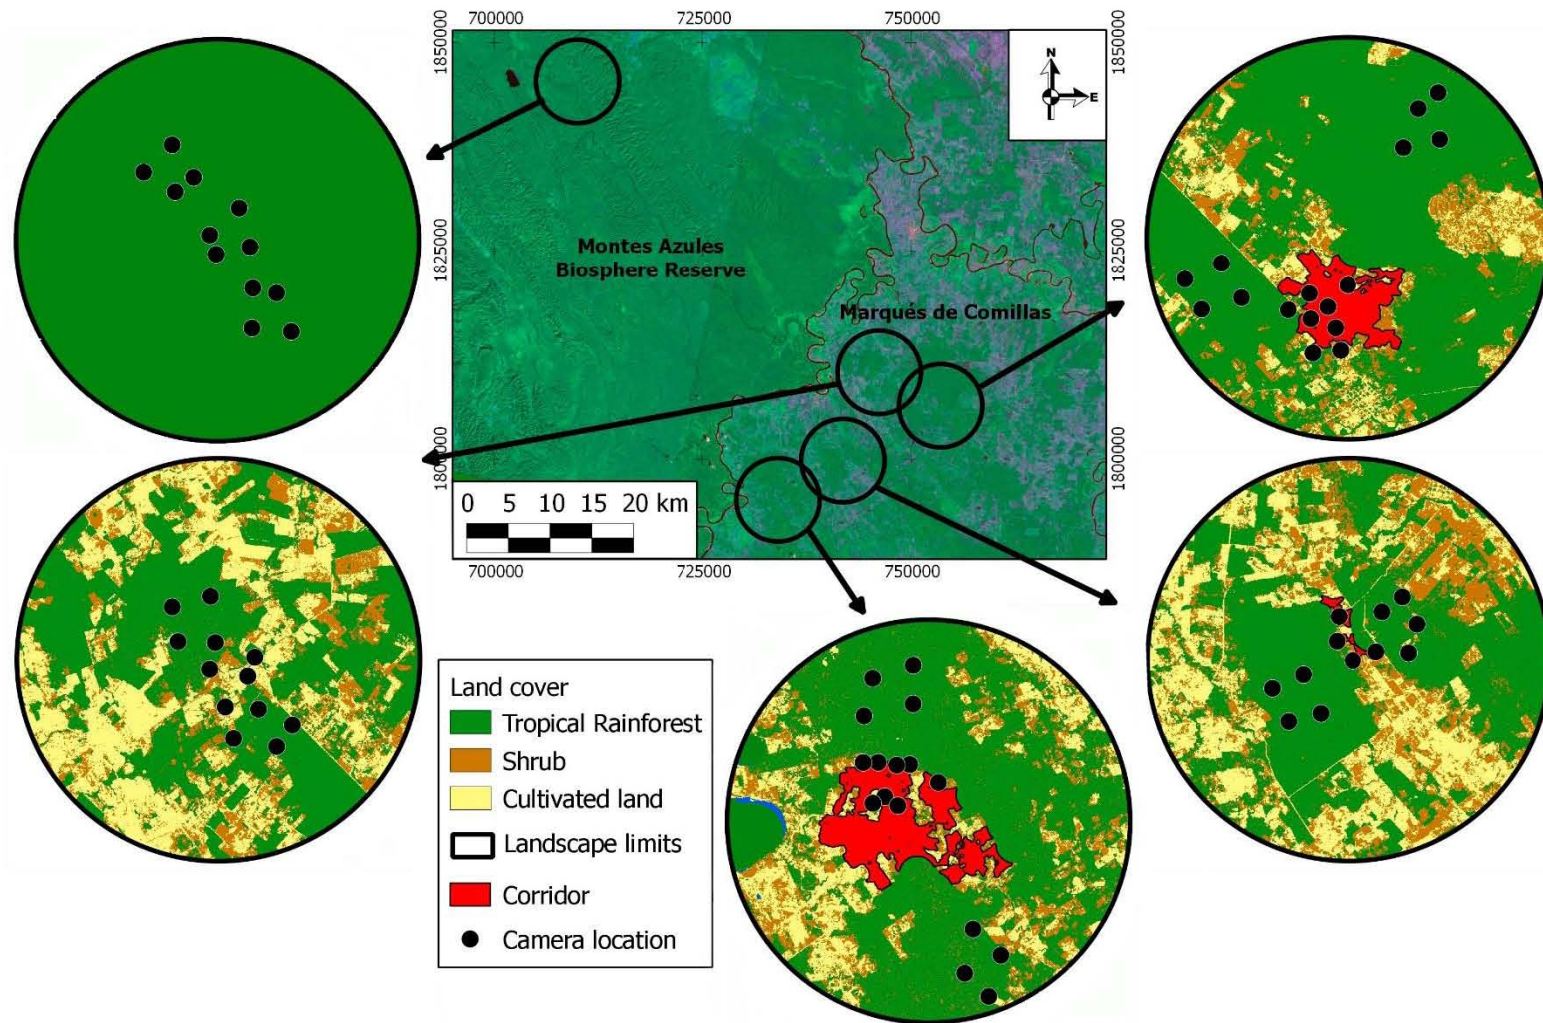 700000
725000
750000
1850000
1850000
N
E
Montes Azules
Biosphere Reserve
1825000
1825000
Marqués de Comillas
1800000
1800000
0 5 10 15 20 km
700000
725000
750000
Land cover
Tropical Rainforest
Shrub
Cultivated land
Landscape limits
Corridor
Camera location